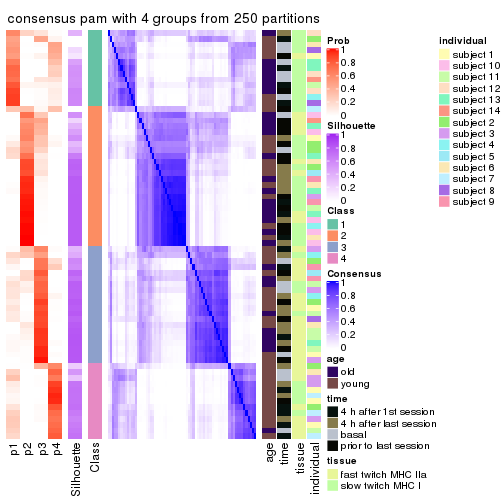 consensus pam with 4 groups from 250 partitions
Prob
1
0.8
0.6
0.4
0.2
0
Silhouette
1
0.8
0.6
0.4
0.2
0
Class
1
2
3
4
Consensus
1
0.8
0.6
0.4
0.2
0
age
old
young
time
4 h after 1st session
4 h after last session
basal
prior to last session
tissue
fast twitch MHC IIa
slow twitch MHC I
individual
subject 1
subject 10
subject 11
subject 12
subject 13
subject 14
subject 2
subject 3
subject 4
subject 5
subject 6
subject 7
subject 8
subject 9
p1
p2
p3
p4
Silhouette
Class
age
time
tissue
individual